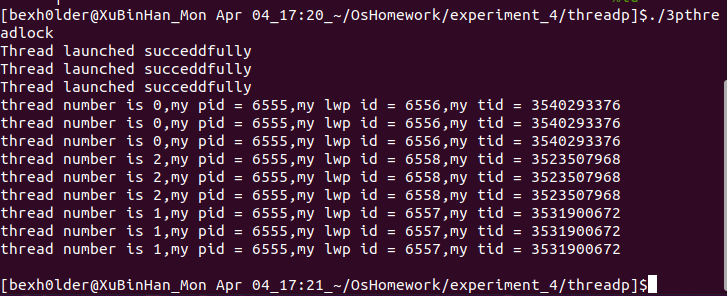 [bexh0lder@XuBinHan_Mon Apr 04_17:20_~/OsHomework/experiment_4/threadp]$./3pthre
adlock
Thread launched succeddfully
Thread launched succeddfully
Thread launched succeddfully
thread number is 0,my pid = 6555,my lwp id = 6556,my tid = 3540293376
thread number is 0,my pid = 6555,my lwp id = 6556,my tid = 3540293376
thread number is 0,my pid = 6555,my lwp id = 6556,my tid = 3540293376
thread number is 2,my pid = 6555,my lwp id = 6558,my tid = 3523507968
thread number is 2,my pid = 6555,my lwp id = 6558,my tid = 3523507968
thread number is 2,my pid = 6555,my lwp id = 6558,my tid = 3523507968
thread number is 1,my pid = 6555,my lwp id = 6557,my tid = 3531900672
thread number is 1,my pid = 6555,my lwp id = 6557,my tid = 3531900672
thread number is 1,my pid = 6555,my lwp id = 6557,my tid = 3531900672
[bexh0lder@XuBinHan_Mon Apr 04_17:21_~/OsHomework/experiment_4/threadp]$